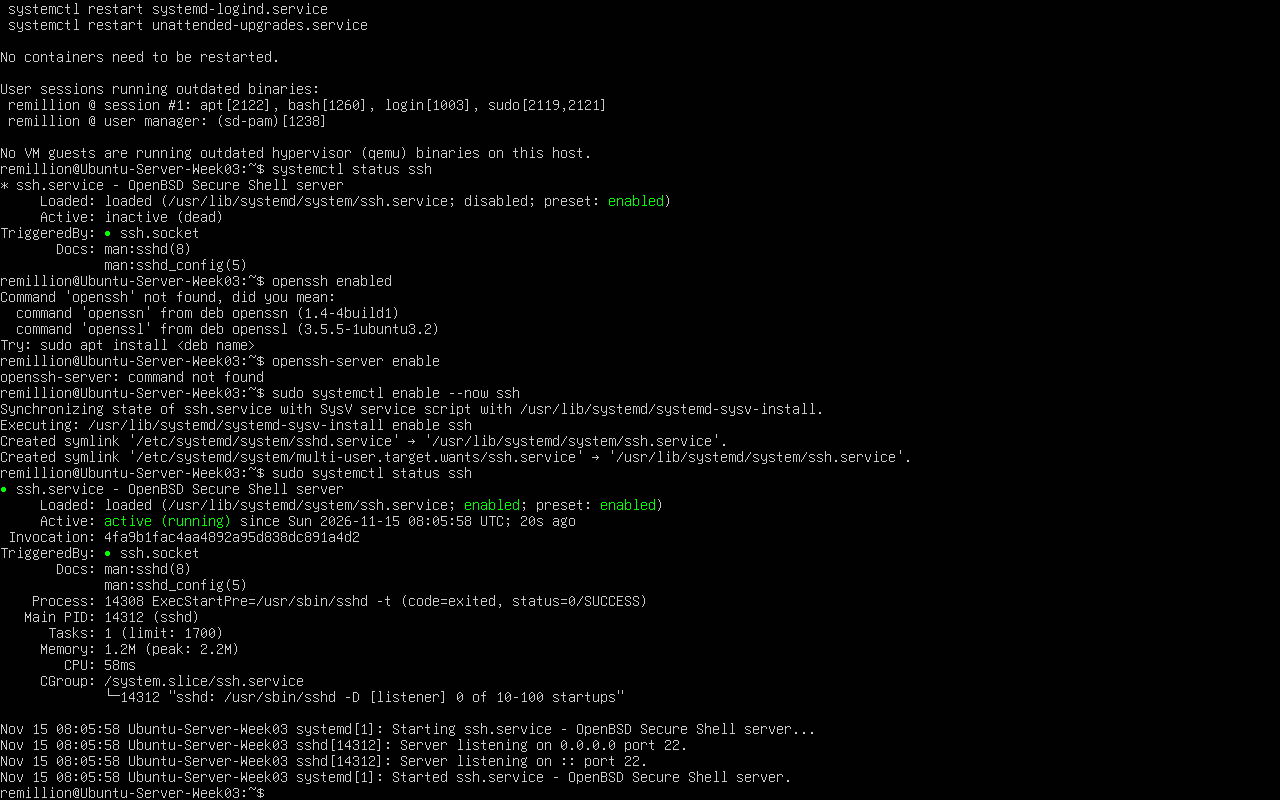 systemctl restart systemd-logind.service
 systemctl restart unattended-upgrades.service

No containers need to be restarted.

User sessions running outdated binaries:
 remillion @ session #1: apt[2122], bash[1260], login[1003], sudo[2119,2121]
 remillion @ user manager: (sd-pam)[1238]

No VM guests are running outdated hypervisor (qemu) binaries on this host.
remillion@Ubuntu-Server-Week03:~$ systemctl status ssh
* ssh.service - OpenBSD Secure Shell server
     Loaded: loaded (/usr/lib/systemd/system/ssh.service; disabled; preset: enabled)
     Active: inactive (dead)
TriggeredBy: ● ssh.socket
       Docs: man:sshd(8)
             man:sshd_config(5)
remillion@Ubuntu-Server-Week03:~$ openssh enabled
Command 'openssh' not found, did you mean:
  command 'openssn' from deb openssn (1.4-4build1)
  command 'openssl' from deb openssl (3.5.5-1ubuntu3.2)
Try: sudo apt install <deb name>
remillion@Ubuntu-Server-Week03:~$ openssh-server enable
openssh-server: command not found
remillion@Ubuntu-Server-Week03:~$ sudo systemctl enable --now ssh
Synchronizing state of ssh.service with SysV service script with /usr/lib/systemd/systemd-sysv-install.
Executing: /usr/lib/systemd/systemd-sysv-install enable ssh
Created symlink '/etc/systemd/system/sshd.service' → '/usr/lib/systemd/system/ssh.service'.
Created symlink '/etc/systemd/system/multi-user.target.wants/ssh.service' → '/usr/lib/systemd/system/ssh.service'.
remillion@Ubuntu-Server-Week03:~$ sudo systemctl status ssh
● ssh.service - OpenBSD Secure Shell server
     Loaded: loaded (/usr/lib/systemd/system/ssh.service; enabled; preset: enabled)
     Active: active (running) since Sun 2026-11-15 08:05:58 UTC; 20s ago
 Invocation: 4fa9b1fac4aa4892a95d838dc891a4d2
TriggeredBy: ● ssh.socket
       Docs: man:sshd(8)
             man:sshd_config(5)
    Process: 14308 ExecStartPre=/usr/sbin/sshd -t (code=exited, status=0/SUCCESS)
   Main PID: 14312 (sshd)
      Tasks: 1 (limit: 1700)
     Memory: 1.2M (peak: 2.2M)
        CPU: 58ms
     CGroup: /system.slice/ssh.service
             └─14312 "sshd: /usr/sbin/sshd -D [listener] 0 of 10-100 startups"

Nov 15 08:05:58 Ubuntu-Server-Week03 systemd[1]: Starting ssh.service - OpenBSD Secure Shell server...
Nov 15 08:05:58 Ubuntu-Server-Week03 sshd[14312]: Server listening on 0.0.0.0 port 22.
Nov 15 08:05:58 Ubuntu-Server-Week03 sshd[14312]: Server listening on :: port 22.
Nov 15 08:05:58 Ubuntu-Server-Week03 systemd[1]: Started ssh.service - OpenBSD Secure Shell server.
remillion@Ubuntu-Server-Week03:~$